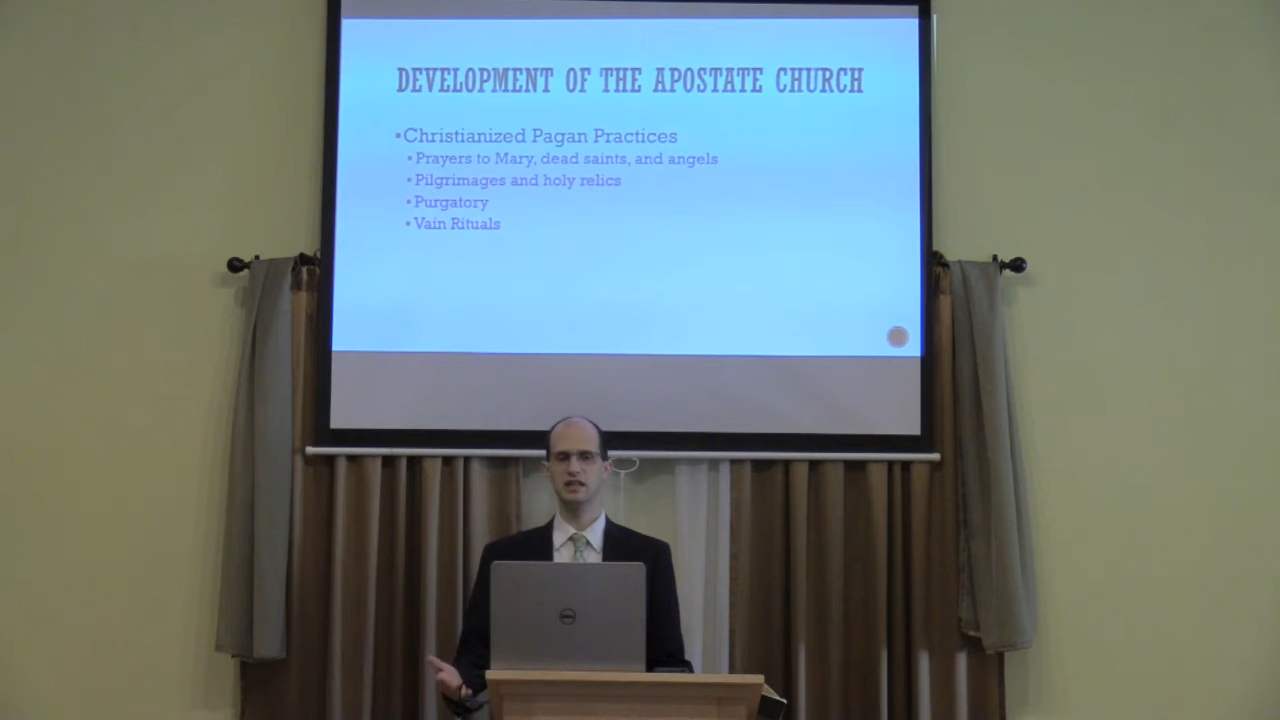 DEVELOPMENT OF THE APOSTATE CHURCH
▪Christianized Pagan Practices
▪Prayers to Mary, dead saints, and angels
▪Pilgrimages and holy relics
▪Purgatory
▪Vain Rituals
DELL